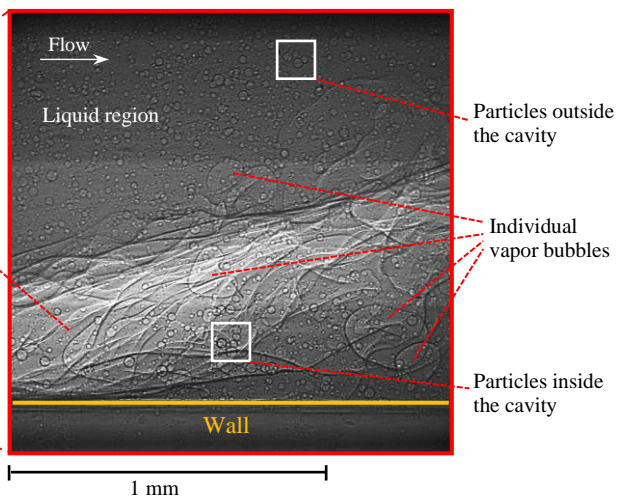 Flow
Liquid region
Particles outside
the cavity
Individual
vapor bubbles
Particles inside
the cavity
Wall
1 mm